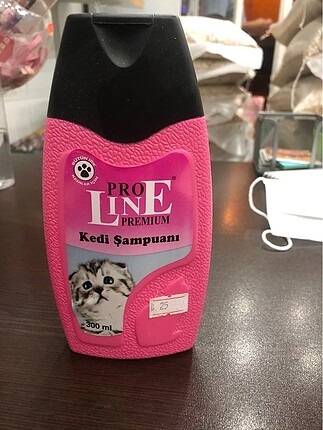 PRO
LINE®
PREMIUM
Kedi Şampuanı
300 ml
₺ 25